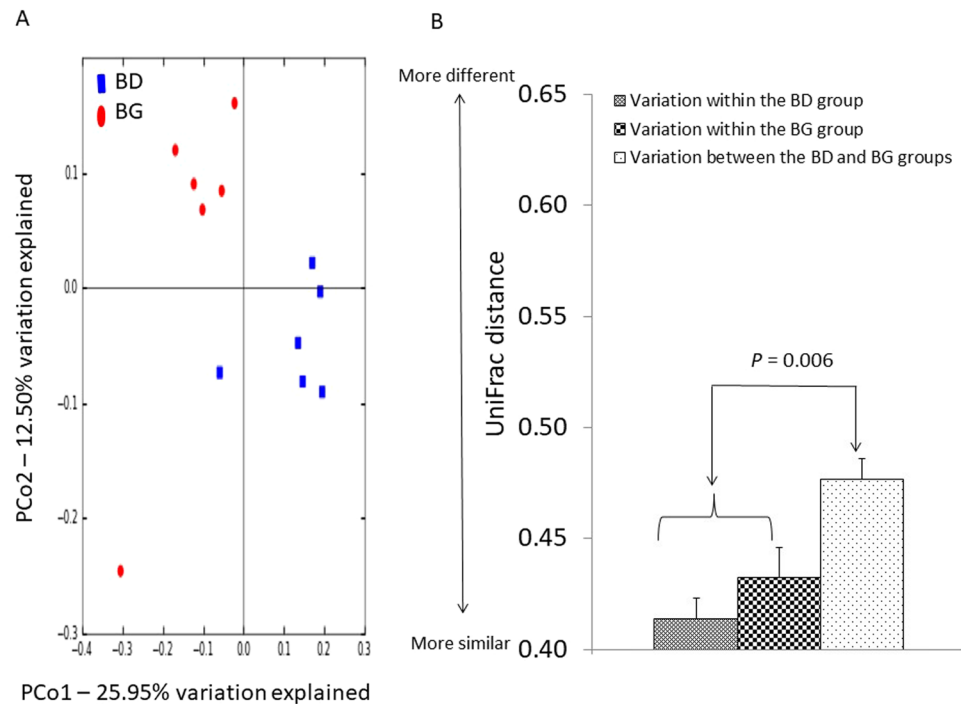 A
BD
BG
0.1
0.0
−0.1
−0.2
−0.3
−0.4
−0.3
−0.2
−0.1
0.0
0.1
0.2
0.3
PCo2 – 12.50% variation explained
PCo1 – 25.95% variation explained
B
More different
More similar
UniFrac distance
0.65
0.60
0.55
0.50
0.45
0.40
Variation within the BD group
Variation within the BG group
Variation between the BD and BG groups
P = 0.006